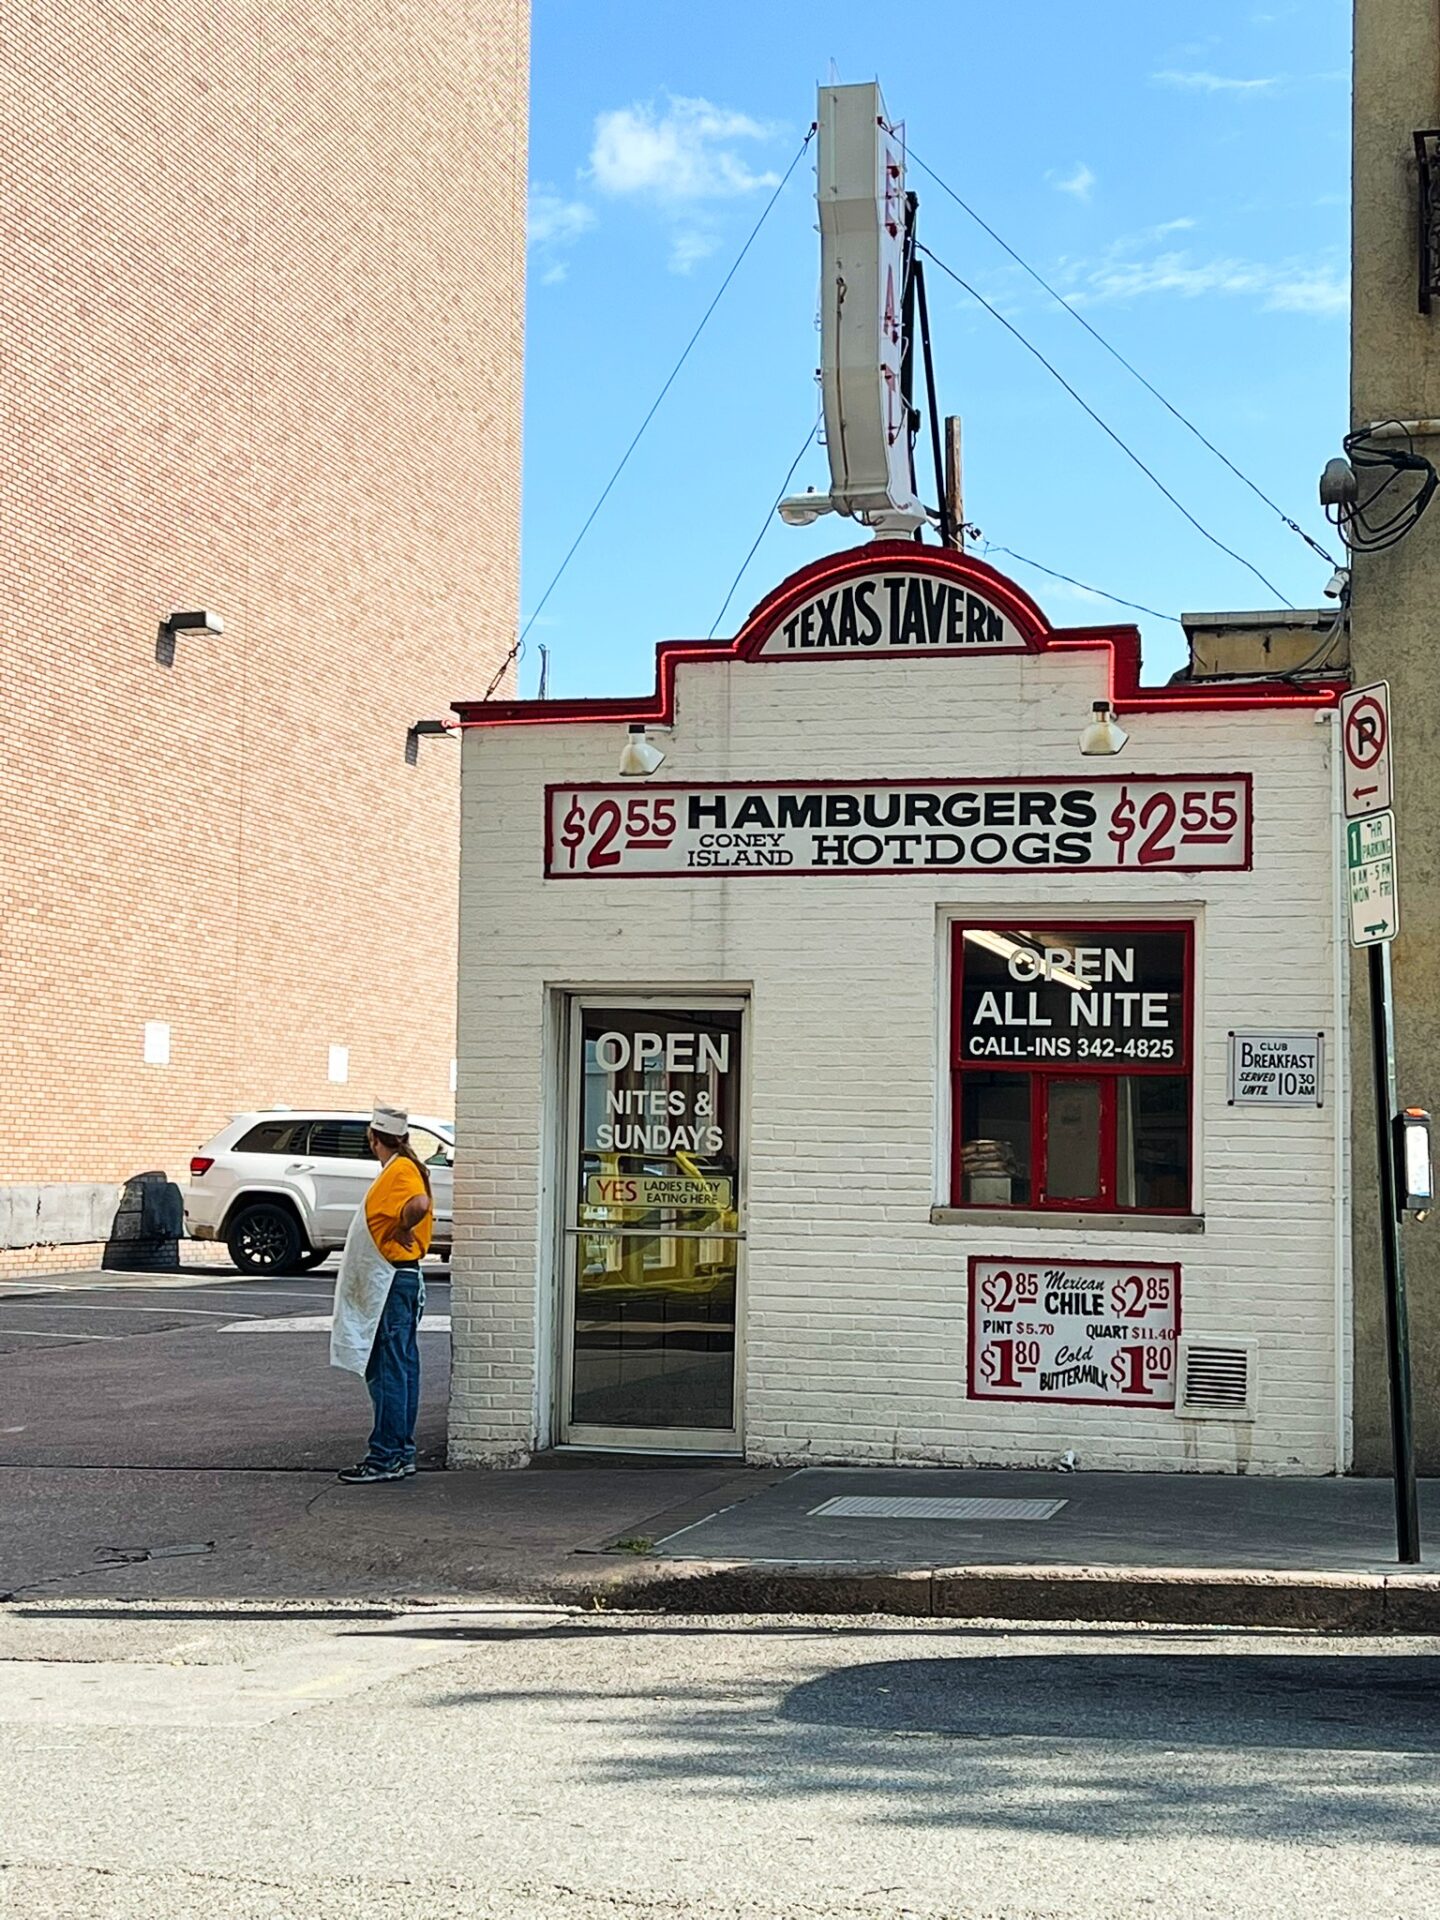 EAT
TEXAS TAVERN
$2.55 HAMBURGERS $2.55
CONEY ISLAND HOTDOGS
OPEN
ALL NITE
CALL-INS 342-4825
OPEN
NITES &
SUNDAYS
YES LADIES ENJOY
EATING HERE
CLUB
BREAKFAST
SERVED
UNTIL 10 30 AM
$2.85 Mexican CHILE $2.85
PINT $5.70 QUART $11.40
$1.80 Cold BUTTERMILK $1.80
P
1 HR
PARKING
8 AM - 5 PM
MON - FRI